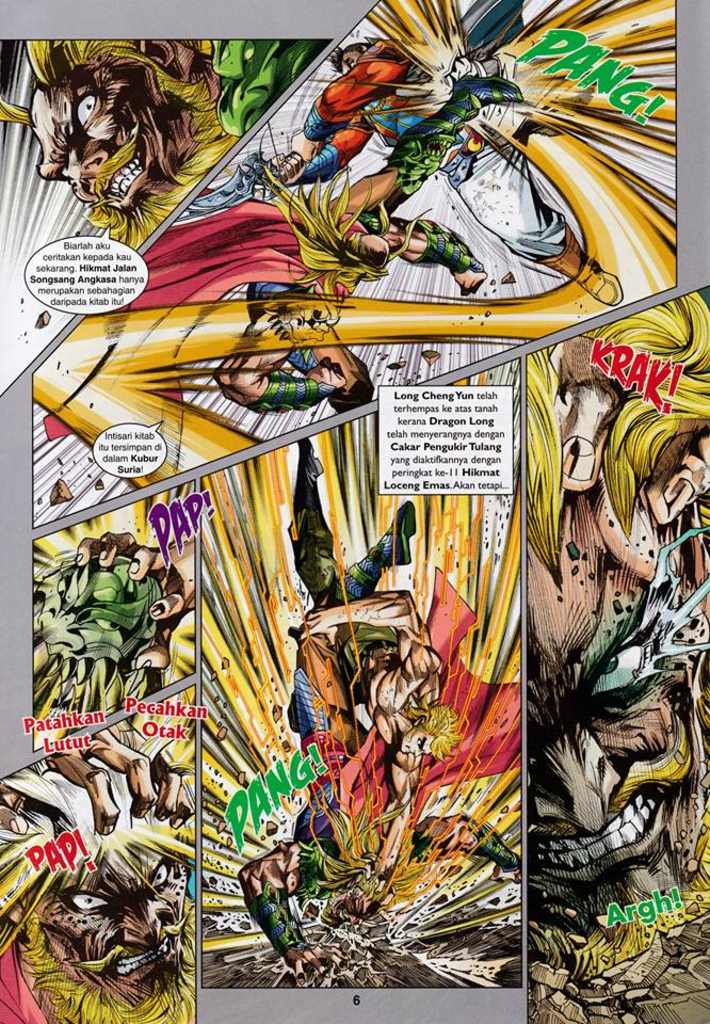 PANG!
Biarlah aku
ceritakan kepada kau
sekarang. Hikmat Jalan
Songsang Angkasa hanya
merupakan sebahagian
daripada kitab itu!
Intisari kitab
itu tersimpan di
dalam Kubur
Suria!
Long Cheng Yun telah
terhempas ke atas tanah
kerana Dragon Long
telah menyerangnya dengan
Cakar Pengukir Tulang
yang diaktifkannya dengan
peringkat ke-11 Hikmat
Loceng Emas. Akan tetapi...
KRAK!
PAP!
Patahkan
Lutut
Pecahkan
Otak
PAP!
PANG!
Argh!
6